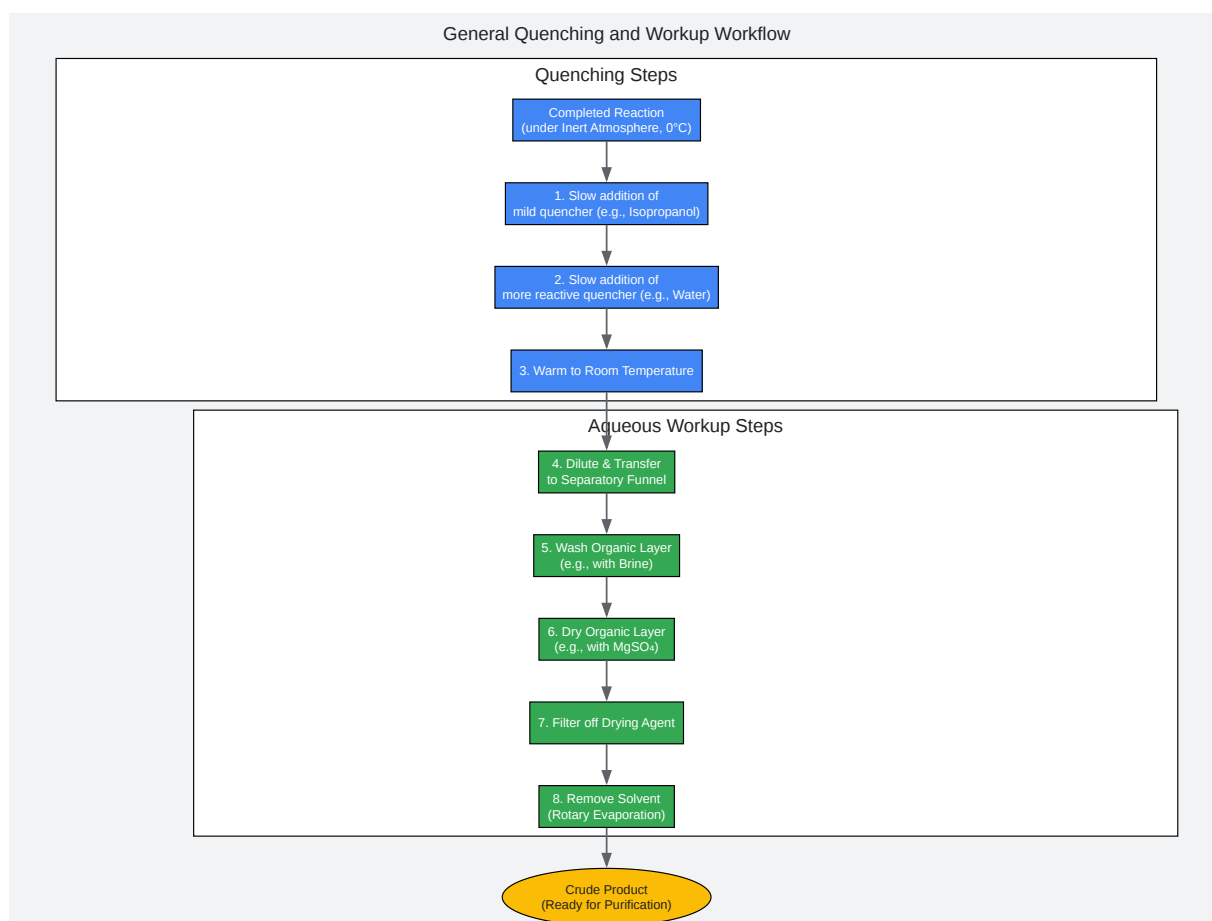 General Quenching and Workup Workflow
Quenching Steps
Completed Reaction
(under Inert Atmosphere, 0°C)
1. Slow addition of
mild quencher (e.g., Isopropanol)
2. Slow addition of
more reactive quencher (e.g., Water)
3. Warm to Room Temperature
Aqueous Workup Steps
4. Dilute & Transfer
to Separatory Funnel
5. Wash Organic Layer
(e.g., with Brine)
6. Dry Organic Layer
(e.g., with MgSO₄)
7. Filter off Drying Agent
8. Remove Solvent
(Rotary Evaporation)
Crude Product
(Ready for Purification)